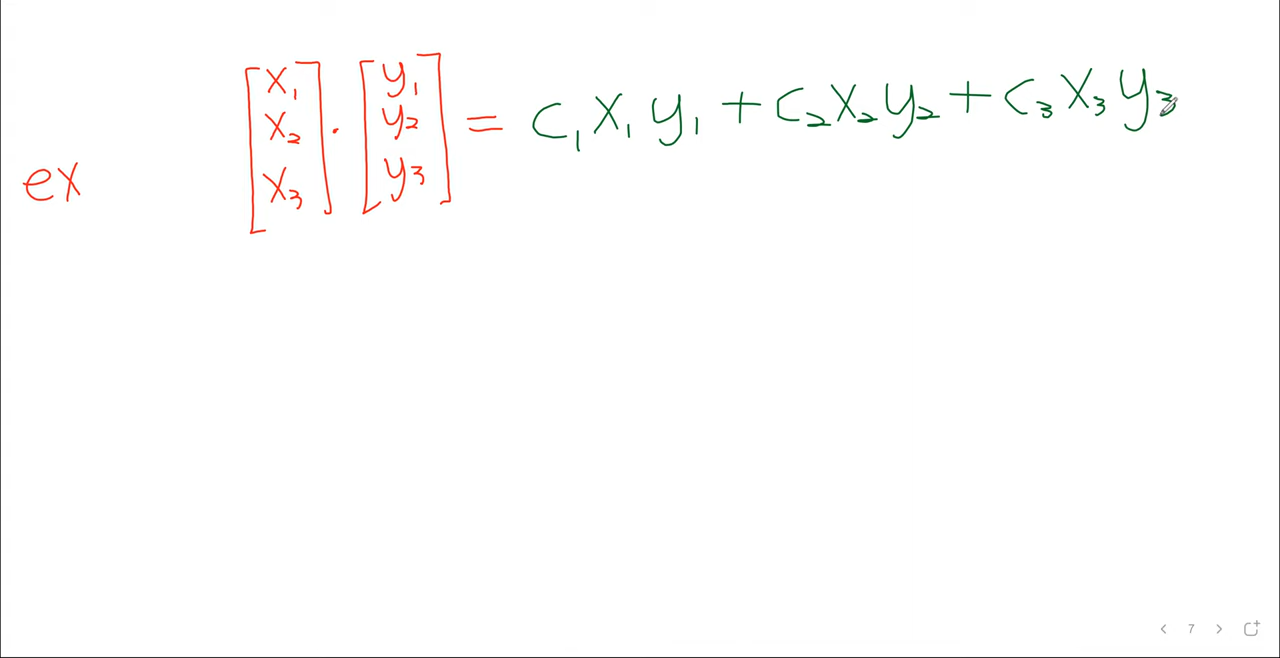 ex [x₁ x₂ x₃] · [y₁ y₂ y₃] = c₁x₁y₁ + c₂x₂y₂ + c₃x₃y₃
< 7 >